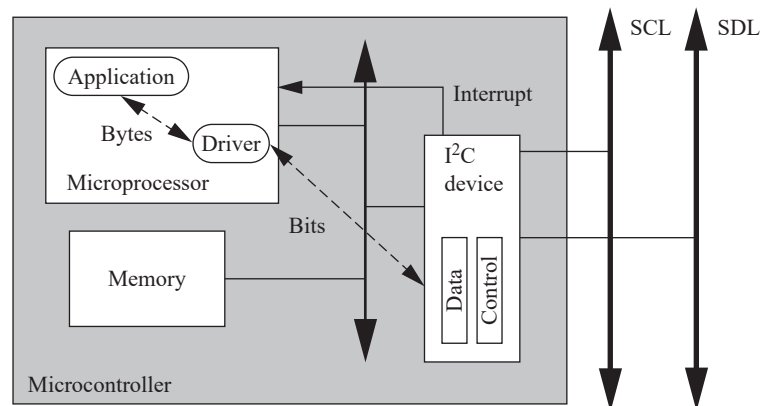 SCL
SDL
Application
Interrupt
Bytes
Driver
Microprocessor
I²C
device
Bits
Memory
Data
Control
Microcontroller